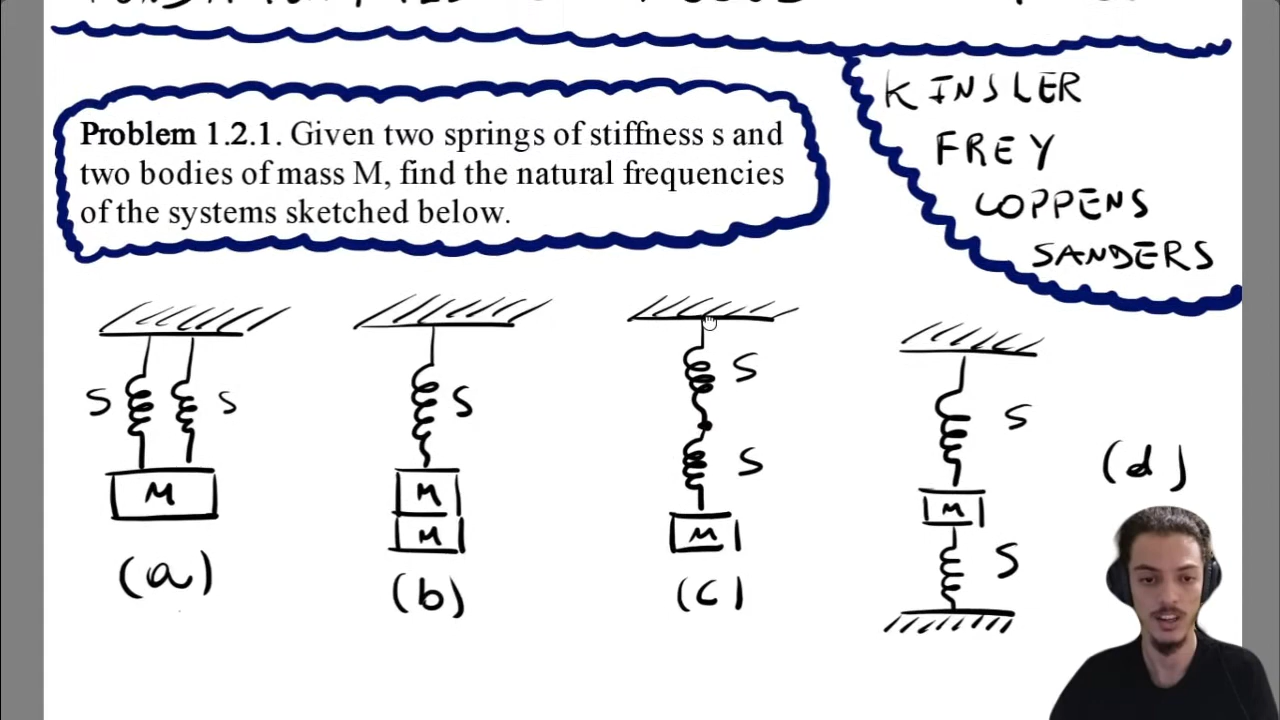 Problem 1.2.1. Given two springs of stiffness s and
two bodies of mass M, find the natural frequencies
of the systems sketched below.
KINSLER
FREY
COPPENS
SANDERS
S S
M
(a)
S
M
M
(b)
S
S
M
(c)
S
M
S
(d)